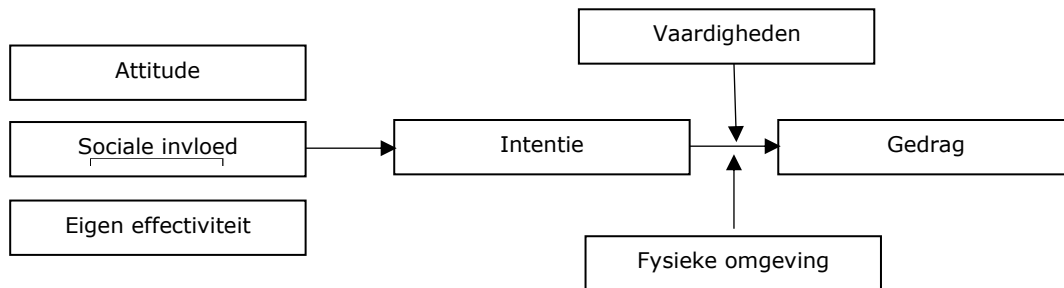 Vaardigheden
Attitude
Sociale invloed
Intentie
Gedrag
Eigen effectiviteit
Fysieke omgeving